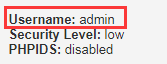 Username: admin
Security Level: low
PHPIDS: disabled